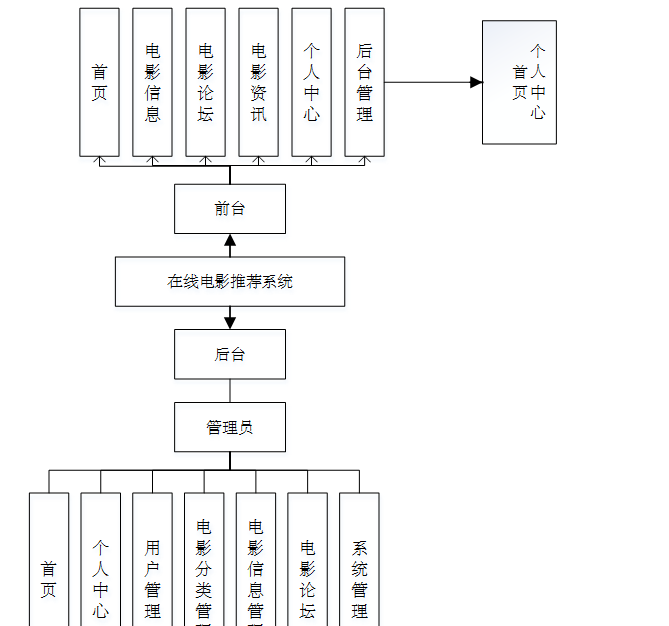 首页
电影信息
电影论坛
电影资讯
个人中心
后台管理
个人中心
首页
前台
在线电影推荐系统
后台
管理员
首页
个人中心
用户管理
电影分类管
电影信息管
电影论坛
系统管理